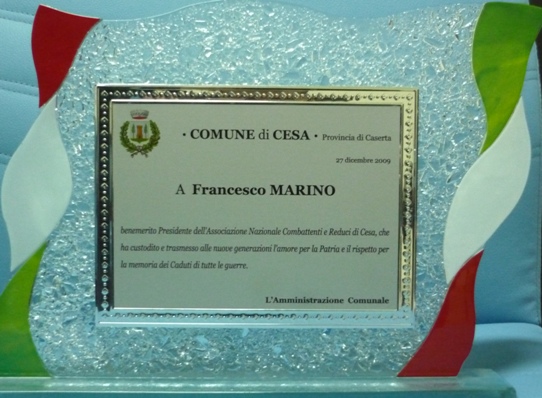 · COMUNE di CESA · Provincia di Caserta
27 dicembre 2009
A Francesco MARINO
benemerito Presidente dell'Associazione Nazionale Combattenti e Reduci di Cesa, che
ha custodito e trasmesso alle nuove generazioni l'amore per la Patria e il rispetto per
la memoria dei Caduti di tutte le guerre.
L'Amministrazione Comunale